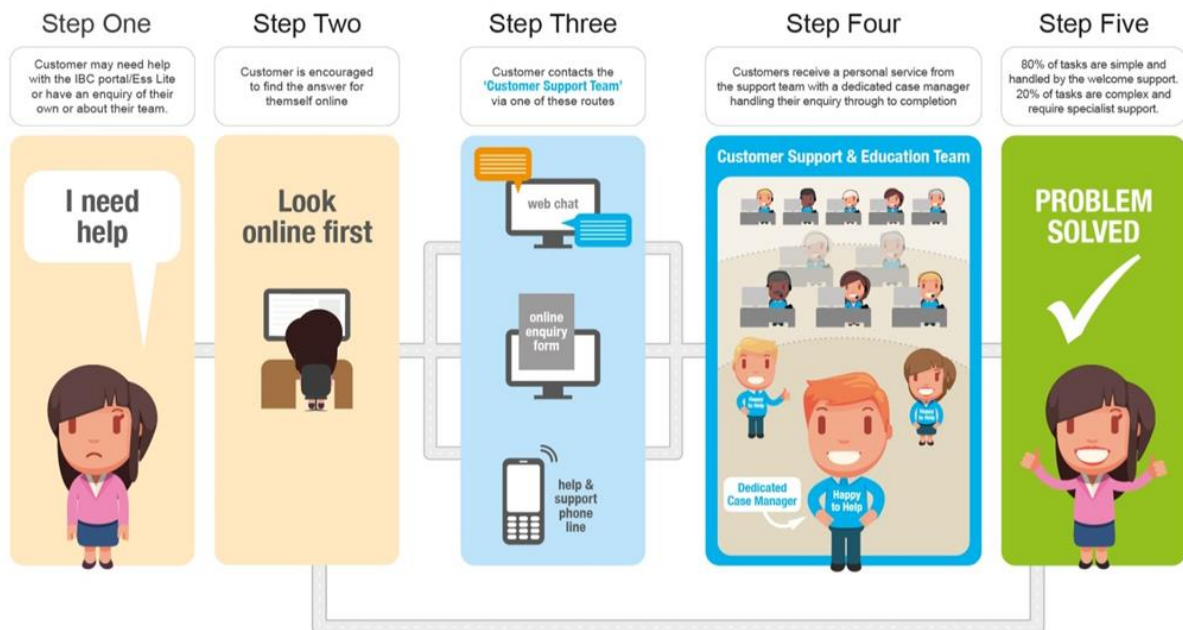 Step One
Customer may need help
with the IBC portal/Ess Lite
or have an enquiry of their
own or about their team.
I need
help
Step Two
Customer is encouraged
to find the answer for
themself online
Look
online first
Step Three
Customer contacts the
'Customer Support Team'
via one of these routes
web chat
online
enquiry
form
help &
support
phone
line
Step Four
Customers receive a personal service from
the support team with a dedicated case manager
handling their enquiry through to completion
Customer Support & Education Team
Happy
to Help
Happy
to Help
Dedicated
Case Manager
Happy
to Help
Step Five
80% of tasks are simple and
handled by the welcome support.
20% of tasks are complex and
require specialist support.
PROBLEM
SOLVED